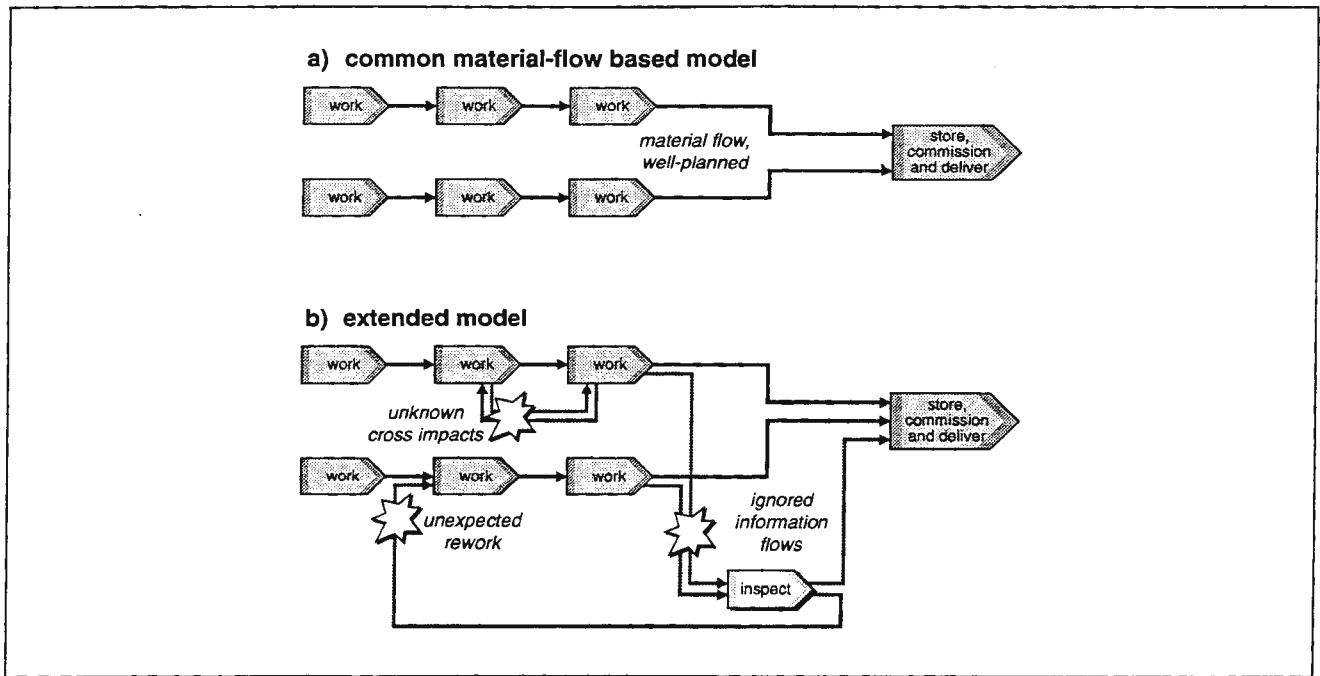 a) common material-flow based model
work
work
work
material flow,
well-planned
store,
commission
and deliver
work
work
work
b) extended model
work
work
work
unknown
cross impacts
store,
commission
and deliver
work
work
work
unexpected
rework
ignored
information
flows
inspect